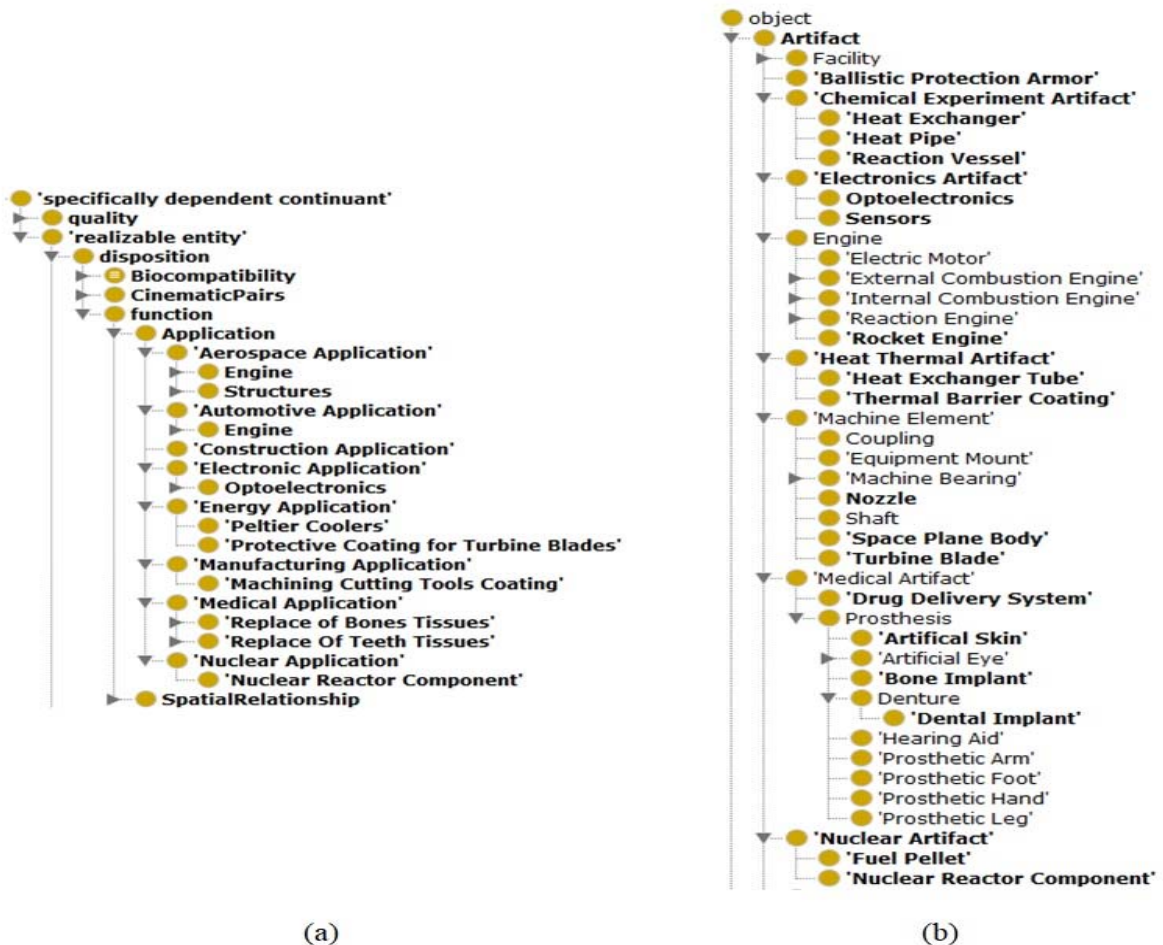 'specifically dependent continuant'
quality
'realizable entity'
disposition
Biocompatibility
CinematicPairs
function
Application
'Aerospace Application'
Engine
Structures
'Automotive Application'
Engine
'Construction Application'
'Electronic Application'
Optoelectronics
'Energy Application'
'Peltier Coolers'
'Protective Coating for Turbine Blades'
'Manufacturing Application'
'Machining Cutting Tools Coating'
'Medical Application'
'Replace of Bones Tissues'
'Replace Of Teeth Tissues'
'Nuclear Application'
'Nuclear Reactor Component'
SpatialRelationship
(a)
object
Artifact
Facility
'Ballistic Protection Armor'
'Chemical Experiment Artifact'
'Heat Exchanger'
'Heat Pipe'
'Reaction Vessel'
'Electronics Artifact'
Optoelectronics
Sensors
Engine
'Electric Motor'
'External Combustion Engine'
'Internal Combustion Engine'
'Reaction Engine'
'Rocket Engine'
'Heat Thermal Artifact'
'Heat Exchanger Tube'
'Thermal Barrier Coating'
'Machine Element'
Coupling
'Equipment Mount'
'Machine Bearing'
Nozzle
Shaft
'Space Plane Body'
'Turbine Blade'
'Medical Artifact'
'Drug Delivery System'
Prosthesis
'Artifical Skin'
'Artificial Eye'
'Bone Implant'
Denture
'Dental Implant'
'Hearing Aid'
'Prosthetic Arm'
'Prosthetic Foot'
'Prosthetic Hand'
'Prosthetic Leg'
'Nuclear Artifact'
'Fuel Pellet'
'Nuclear Reactor Component'
(b)